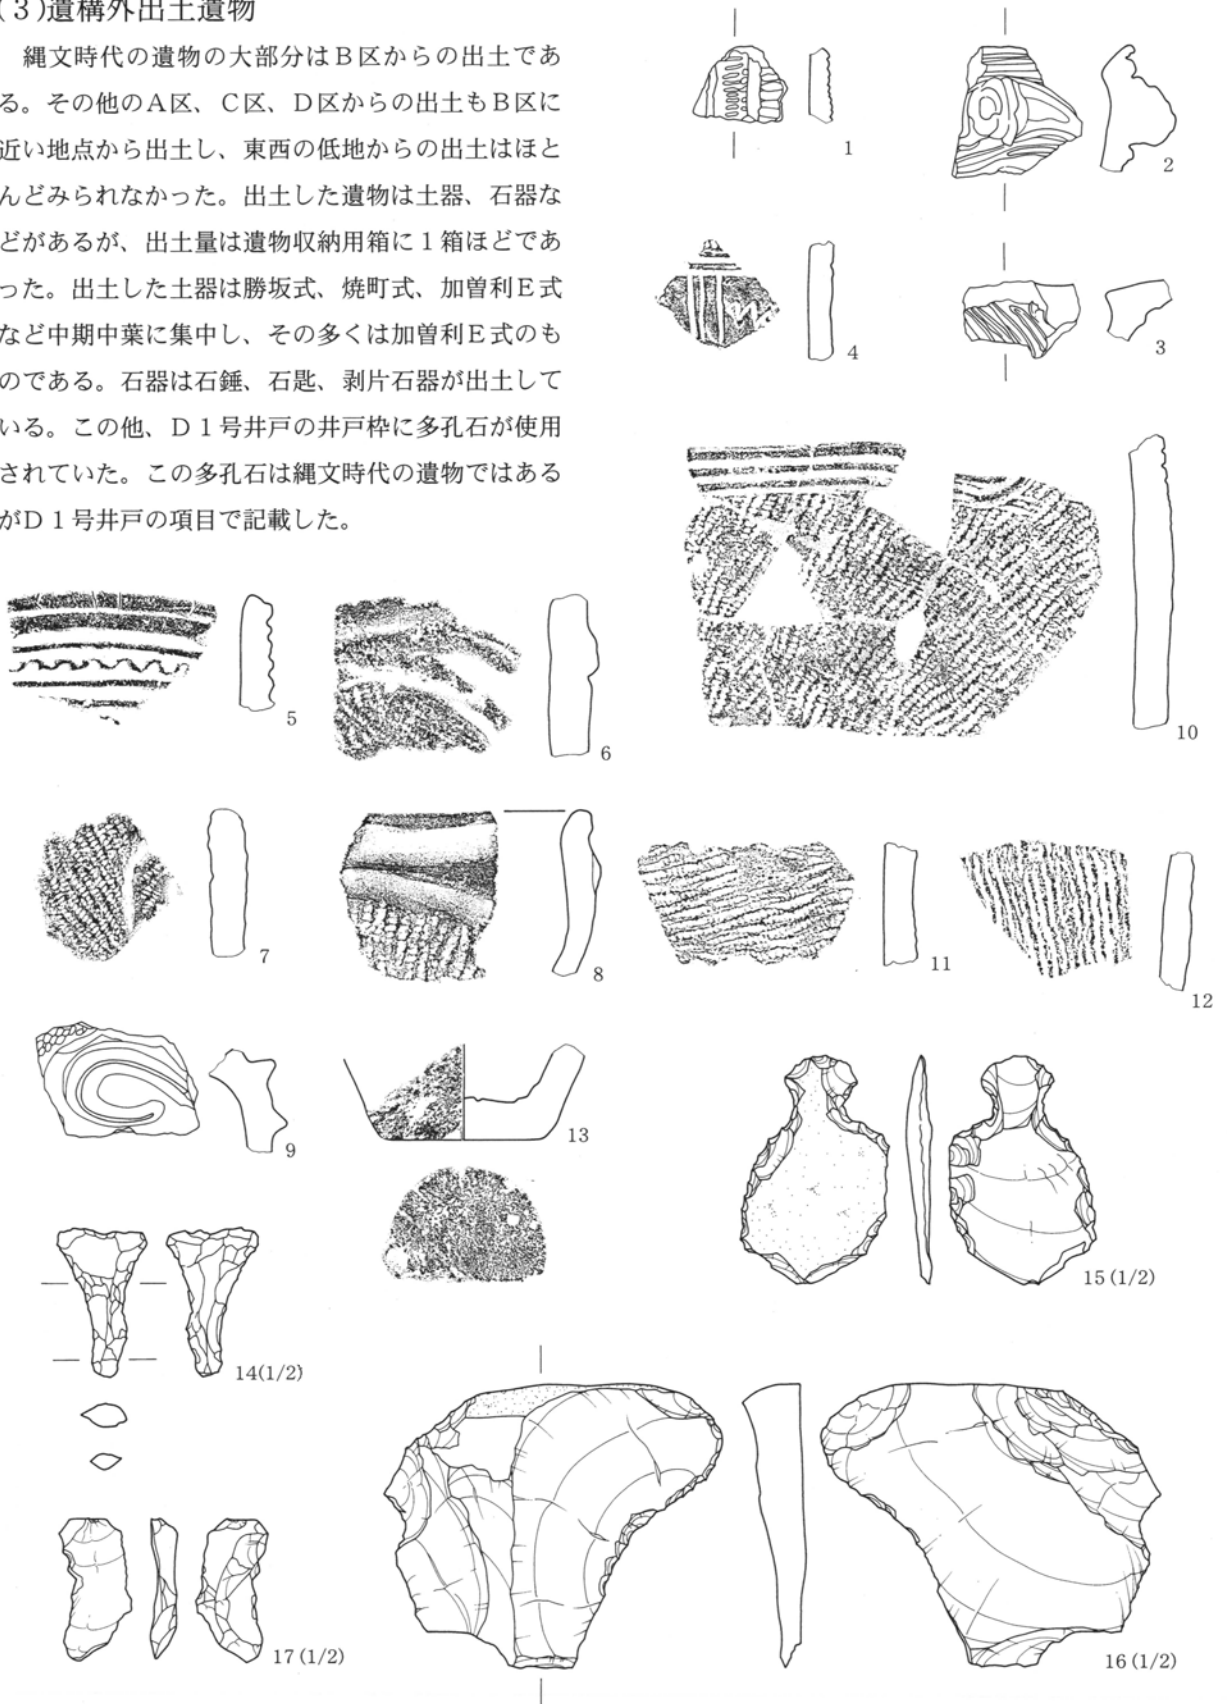 (３)遺構外出土遺物
縄文時代の遺物の大部分はＢ区からの出土であ
る。その他のＡ区、Ｃ区、Ｄ区からの出土もＢ区に
近い地点から出土し、東西の低地からの出土はほと
んどみられなかった。出土した遺物は土器、石器な
どがあるが、出土量は遺物収納用箱に１箱ほどであ
った。出土した土器は勝坂式、焼町式、加曽利Ｅ式
など中期中葉に集中し、その多くは加曽利Ｅ式のも
のである。石器は石錘、石匙、剥片石器が出土して
いる。この他、Ｄ１号井戸の井戸枠に多孔石が使用
されていた。この多孔石は縄文時代の遺物ではある
がＤ１号井戸の項目で記載した。
1
2
4
3
5
6
10
7
8
11
12
9
13
15 (1/2)
14(1/2)
17 (1/2)
16 (1/2)